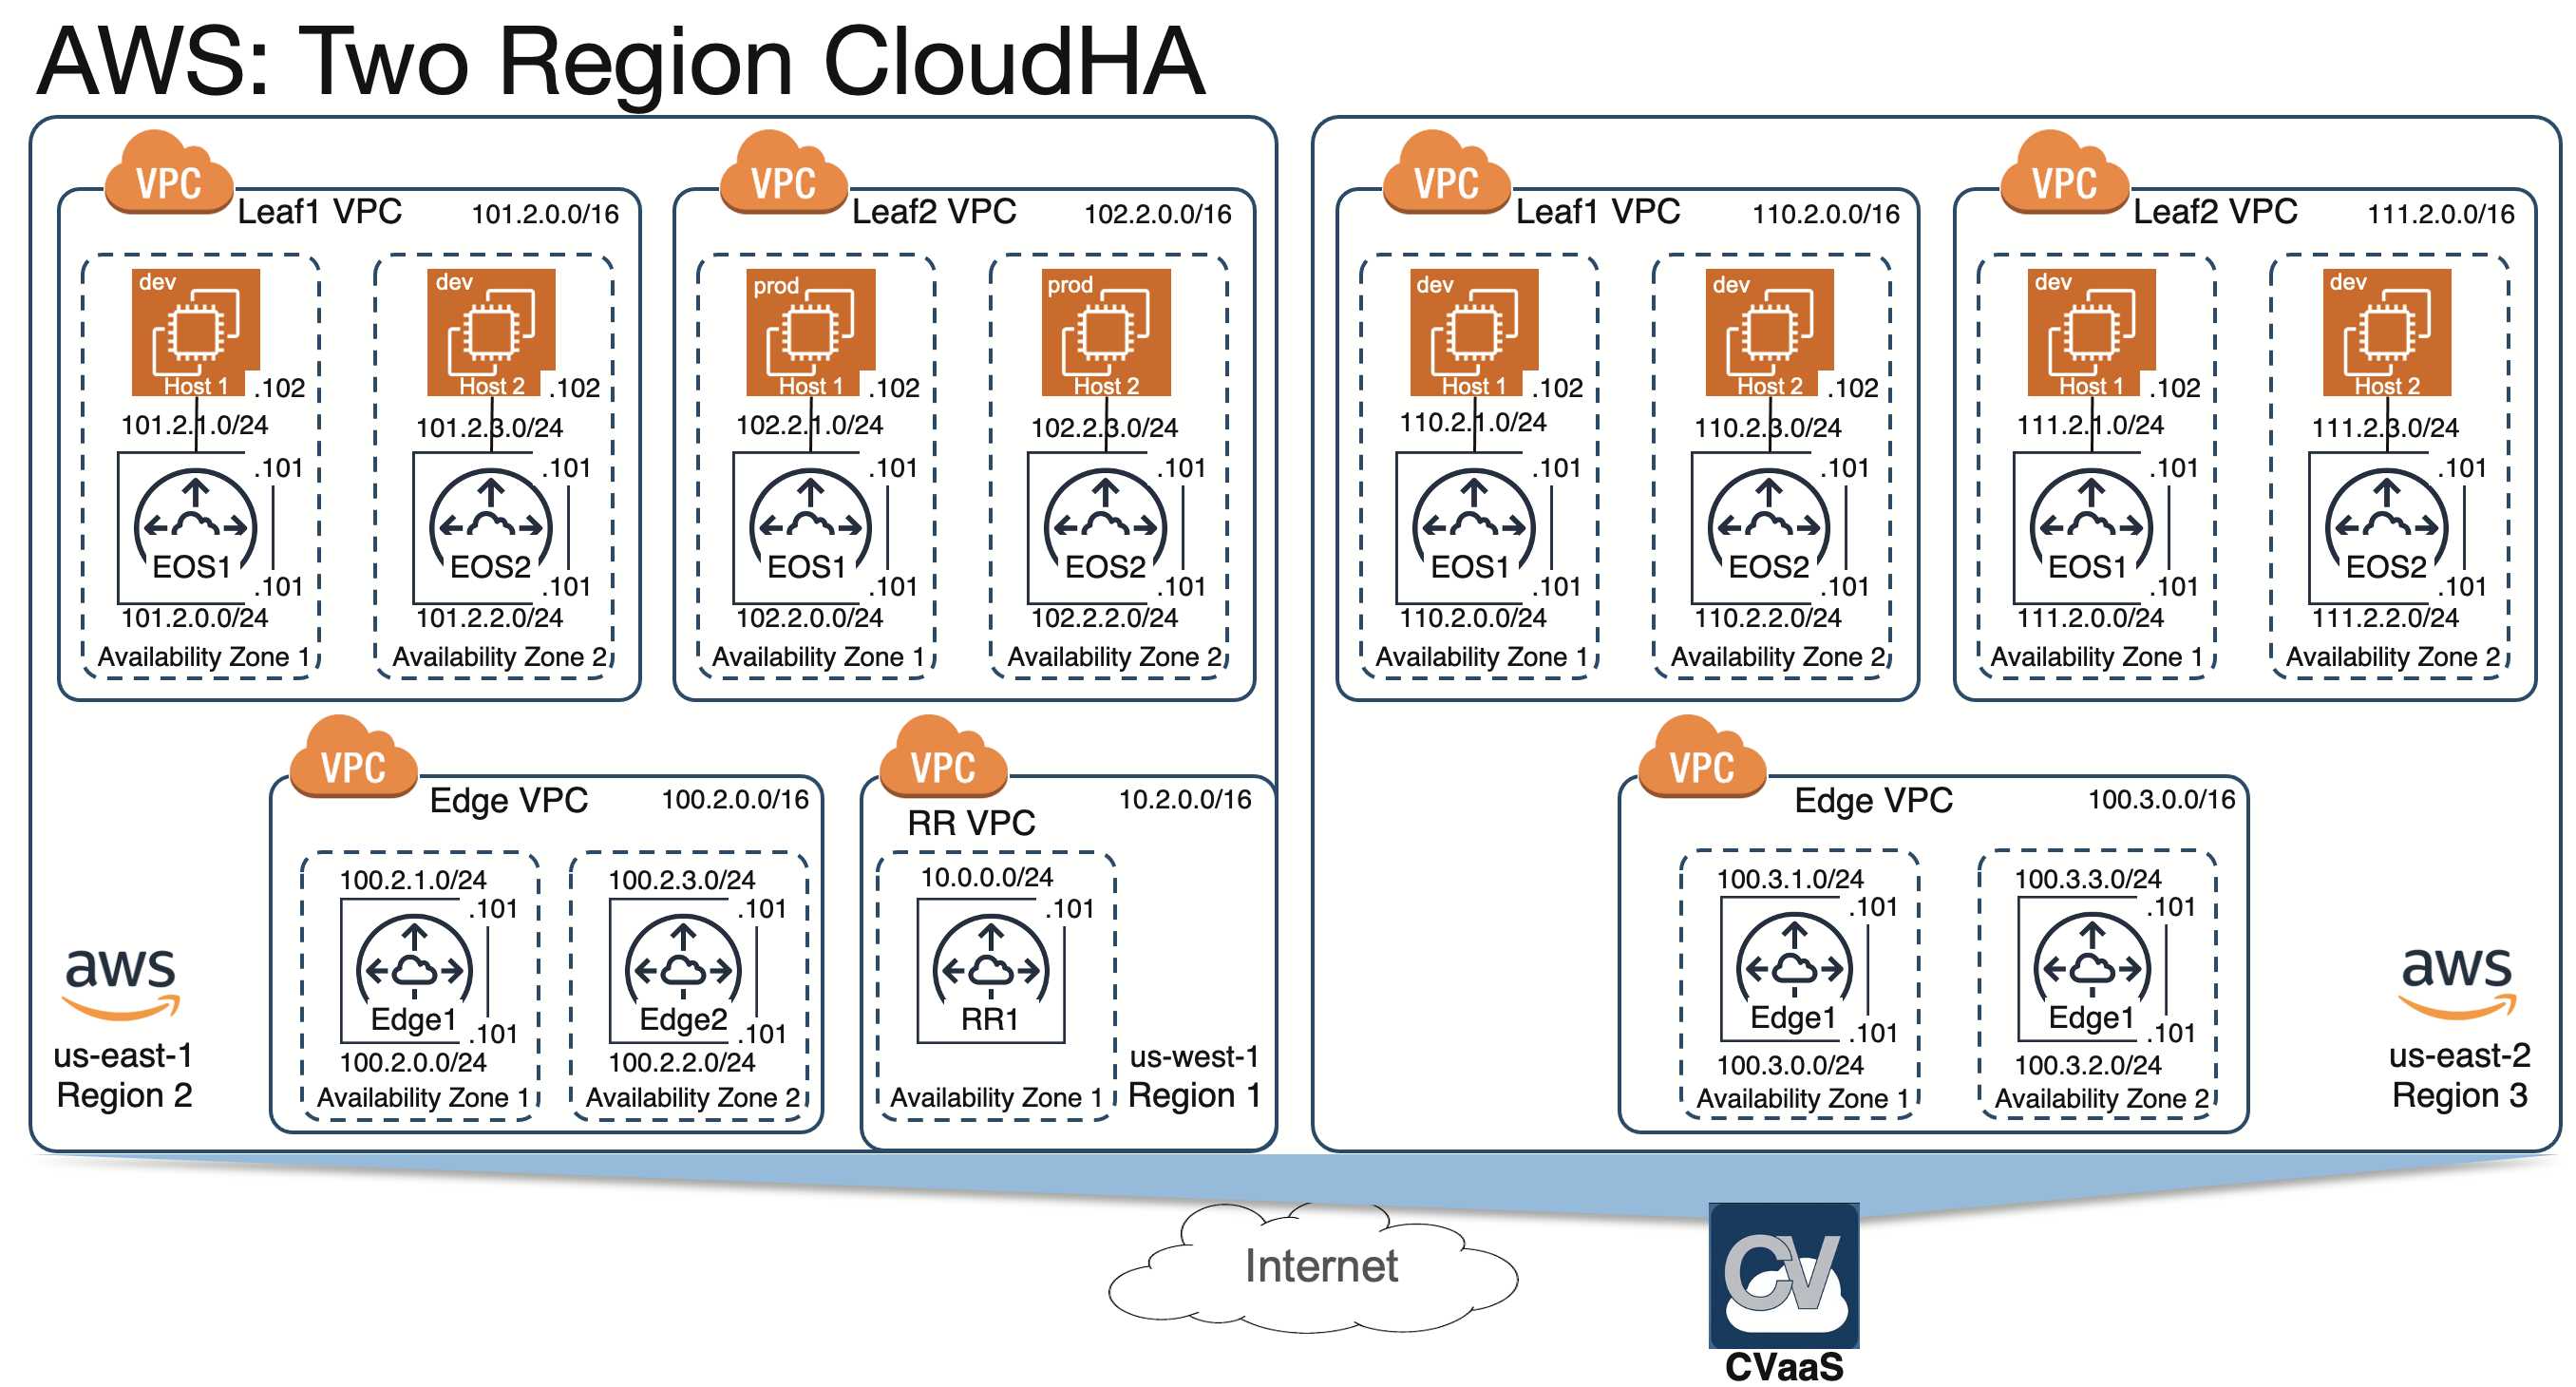 AWS: Two Region CloudHA
VPC
Leaf1 VPC
101.2.0.0/16
dev
Host 1
.102
101.2.1.0/24
.101
EOS1
.101
101.2.0.0/24
Availability Zone 1
dev
Host 2
.102
101.2.3.0/24
.101
EOS2
.101
101.2.2.0/24
Availability Zone 2
VPC
Leaf2 VPC
102.2.0.0/16
prod
Host 1
.102
102.2.1.0/24
.101
EOS1
.101
102.2.0.0/24
Availability Zone 1
prod
Host 2
102.2.3.0/24
.101
EOS2
.101
102.2.2.0/24
Availability Zone 2
VPC
Edge VPC
100.2.0.0/16
100.2.1.0/24
.101
Edge1
.101
100.2.0.0/24
Availability Zone 1
100.2.3.0/24
.101
Edge2
.101
100.2.2.0/24
Availability Zone 2
VPC
RR VPC
10.2.0.0/16
10.0.0.0/24
.101
RR1
Availability Zone 1
us-west-1
Region 1
aws
us-east-1
Region 2
VPC
Leaf1 VPC
110.2.0.0/16
dev
Host 1
.102
110.2.1.0/24
.101
EOS1
.101
110.2.0.0/24
Availability Zone 1
dev
Host 2
.102
110.2.3.0/24
.101
EOS2
.101
110.2.2.0/24
Availability Zone 2
VPC
Leaf2 VPC
111.2.0.0/16
dev
Host 1
.102
111.2.1.0/24
.101
EOS1
.101
111.2.0.0/24
Availability Zone 1
dev
Host 2
111.2.3.0/24
.101
EOS2
.101
111.2.2.0/24
Availability Zone 2
VPC
Edge VPC
100.3.0.0/16
100.3.1.0/24
.101
Edge1
.101
100.3.0.0/24
Availability Zone 1
100.3.3.0/24
.101
Edge1
.101
100.3.2.0/24
Availability Zone 2
aws
us-east-2
Region 3
Internet
CV
CVaaS